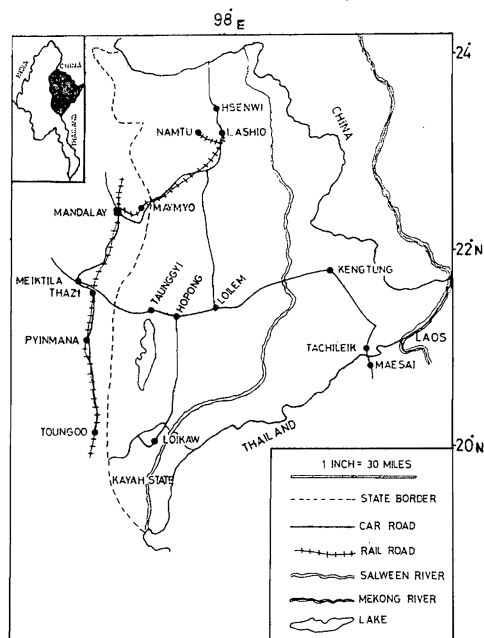 98° E
24°
INDIA
CHINA
THAILAND
HSENWI
NAMTU
LASHIO
CHINA
MAYMYO
MANDALAY
22°
MEIKTILA
THAZI
TAUNGGYI
HOPONG
LOILEM
KENGTUNG
PYINMANA
TACHILEIK
LAOS
MAESAI
TOUNGOO
LOIKAW
THAILAND
20° N
KAYAH STATE
1 INCH = 30 MILES
STATE BORDER
CAR ROAD
RAIL ROAD
SALWEEN RIVER
MEKONG RIVER
LAKE